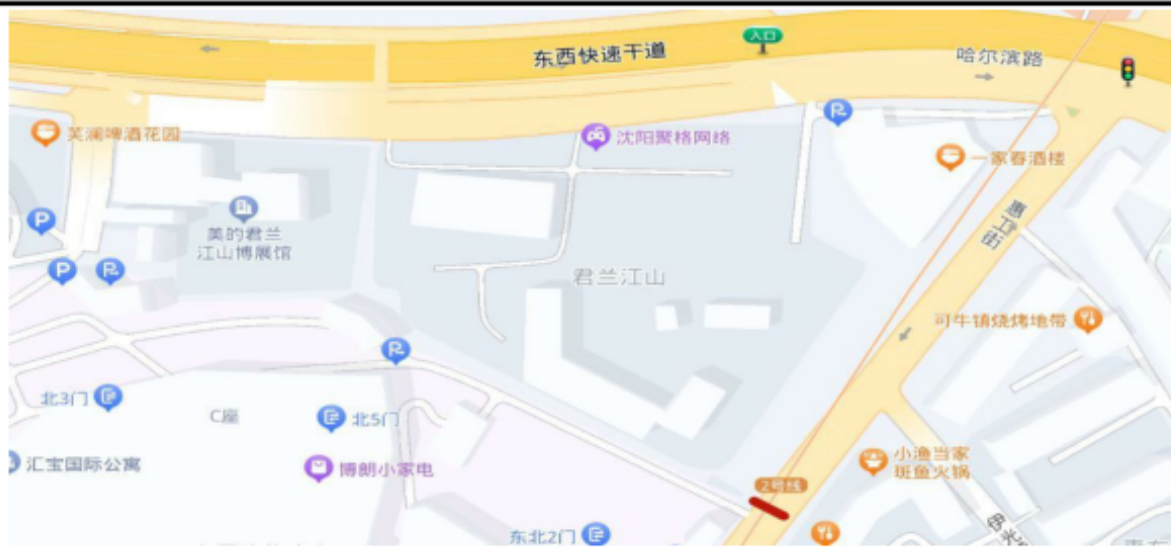 东西快速干道
入口
哈尔滨路
芙澜啤酒花园
沈阳聚格网络
一家春酒楼
惠工街
美的君兰
江山博展馆
P
P
君兰江山
可牛镇烧烤地带
北3门
C座
北5门
小渔当家
斑鱼火锅
汇宝国际公寓
博朗小家电
2号线
东北2门